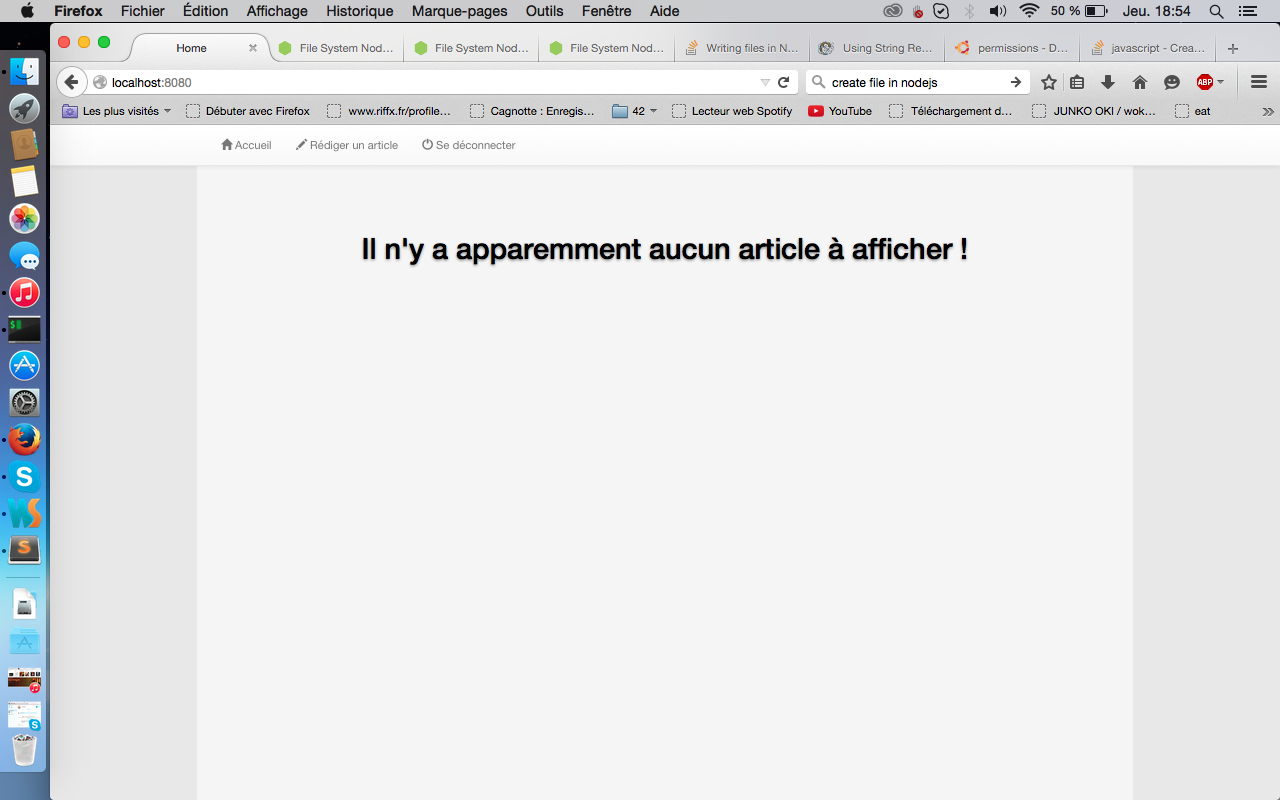 Firefox Fichier Édition Affichage Historique Marque-pages Outils Fenêtre Aide 50 % Jeu. 18:54
Home File System Nod... File System Nod... File System Nod... Writing files in N... Using String Re... permissions - D... javascript - Crea...
localhost:8080 create file in nodejs ABP
Les plus visités Débuter avec Firefox www.riffx.fr/profile... Cagnotte : Enregis... 42 Lecteur web Spotify YouTube Téléchargement d... JUNKO OKI / wok... eat
Accueil Rédiger un article Se déconnecter
Il n'y a apparemment aucun article à afficher !